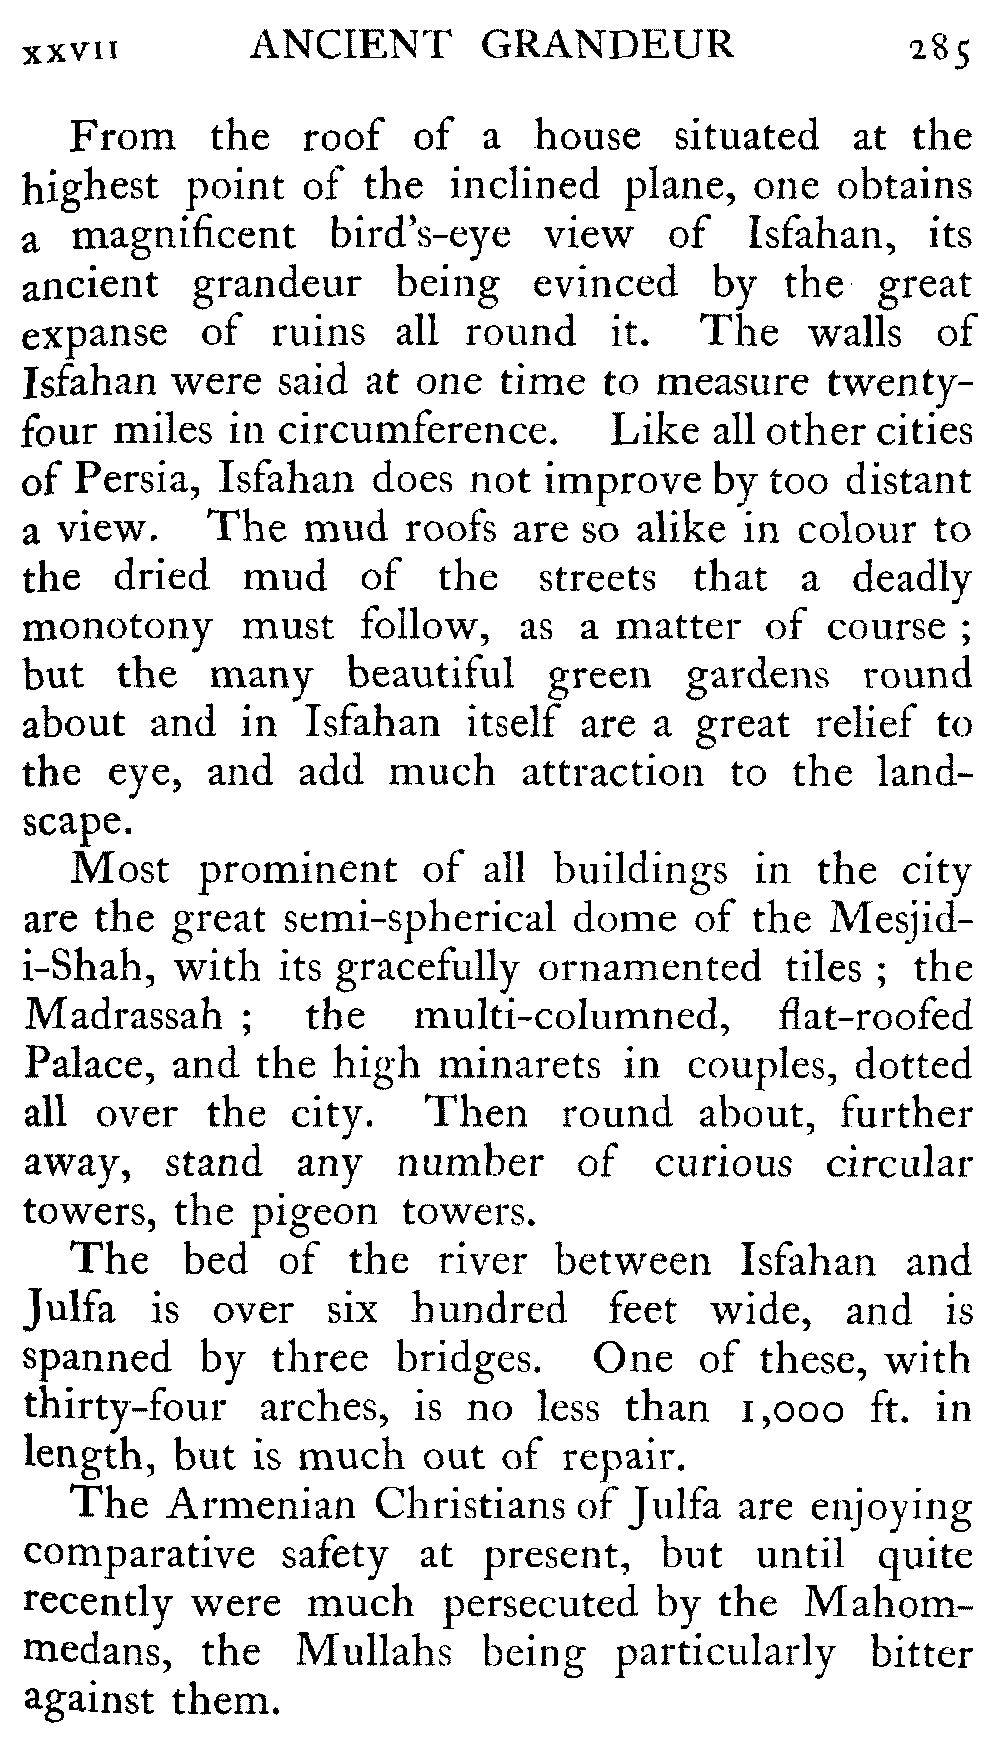 XXVII ANCIENT GRANDEUR 285
From the roof of a house situated at the
highest point of the inclined plane, one obtains
a magnificent bird's-eye view of Isfahan, its
ancient grandeur being evinced by the great
expanse of ruins all round it. The walls of
Isfahan were said at one time to measure twenty-
four miles in circumference. Like all other cities
of Persia, Isfahan does not improve by too distant
a view. The mud roofs are so alike in colour to
the dried mud of the streets that a deadly
monotony must follow, as a matter of course ;
but the many beautiful green gardens round
about and in Isfahan itself are a great relief to
the eye, and add much attraction to the land-
scape.
Most prominent of all buildings in the city
are the great semi-spherical dome of the Mesjid-
i-Shah, with its gracefully ornamented tiles ; the
Madrassah ; the multi-columned, flat-roofed
Palace, and the high minarets in couples, dotted
all over the city. Then round about, further
away, stand any number of curious circular
towers, the pigeon towers.
The bed of the river between Isfahan and
Julfa is over six hundred feet wide, and is
spanned by three bridges. One of these, with
thirty-four arches, is no less than 1,000 ft. in
length, but is much out of repair.
The Armenian Christians of Julfa are enjoying
comparative safety at present, but until quite
recently were much persecuted by the Mahom-
medans, the Mullahs being particularly bitter
against them.